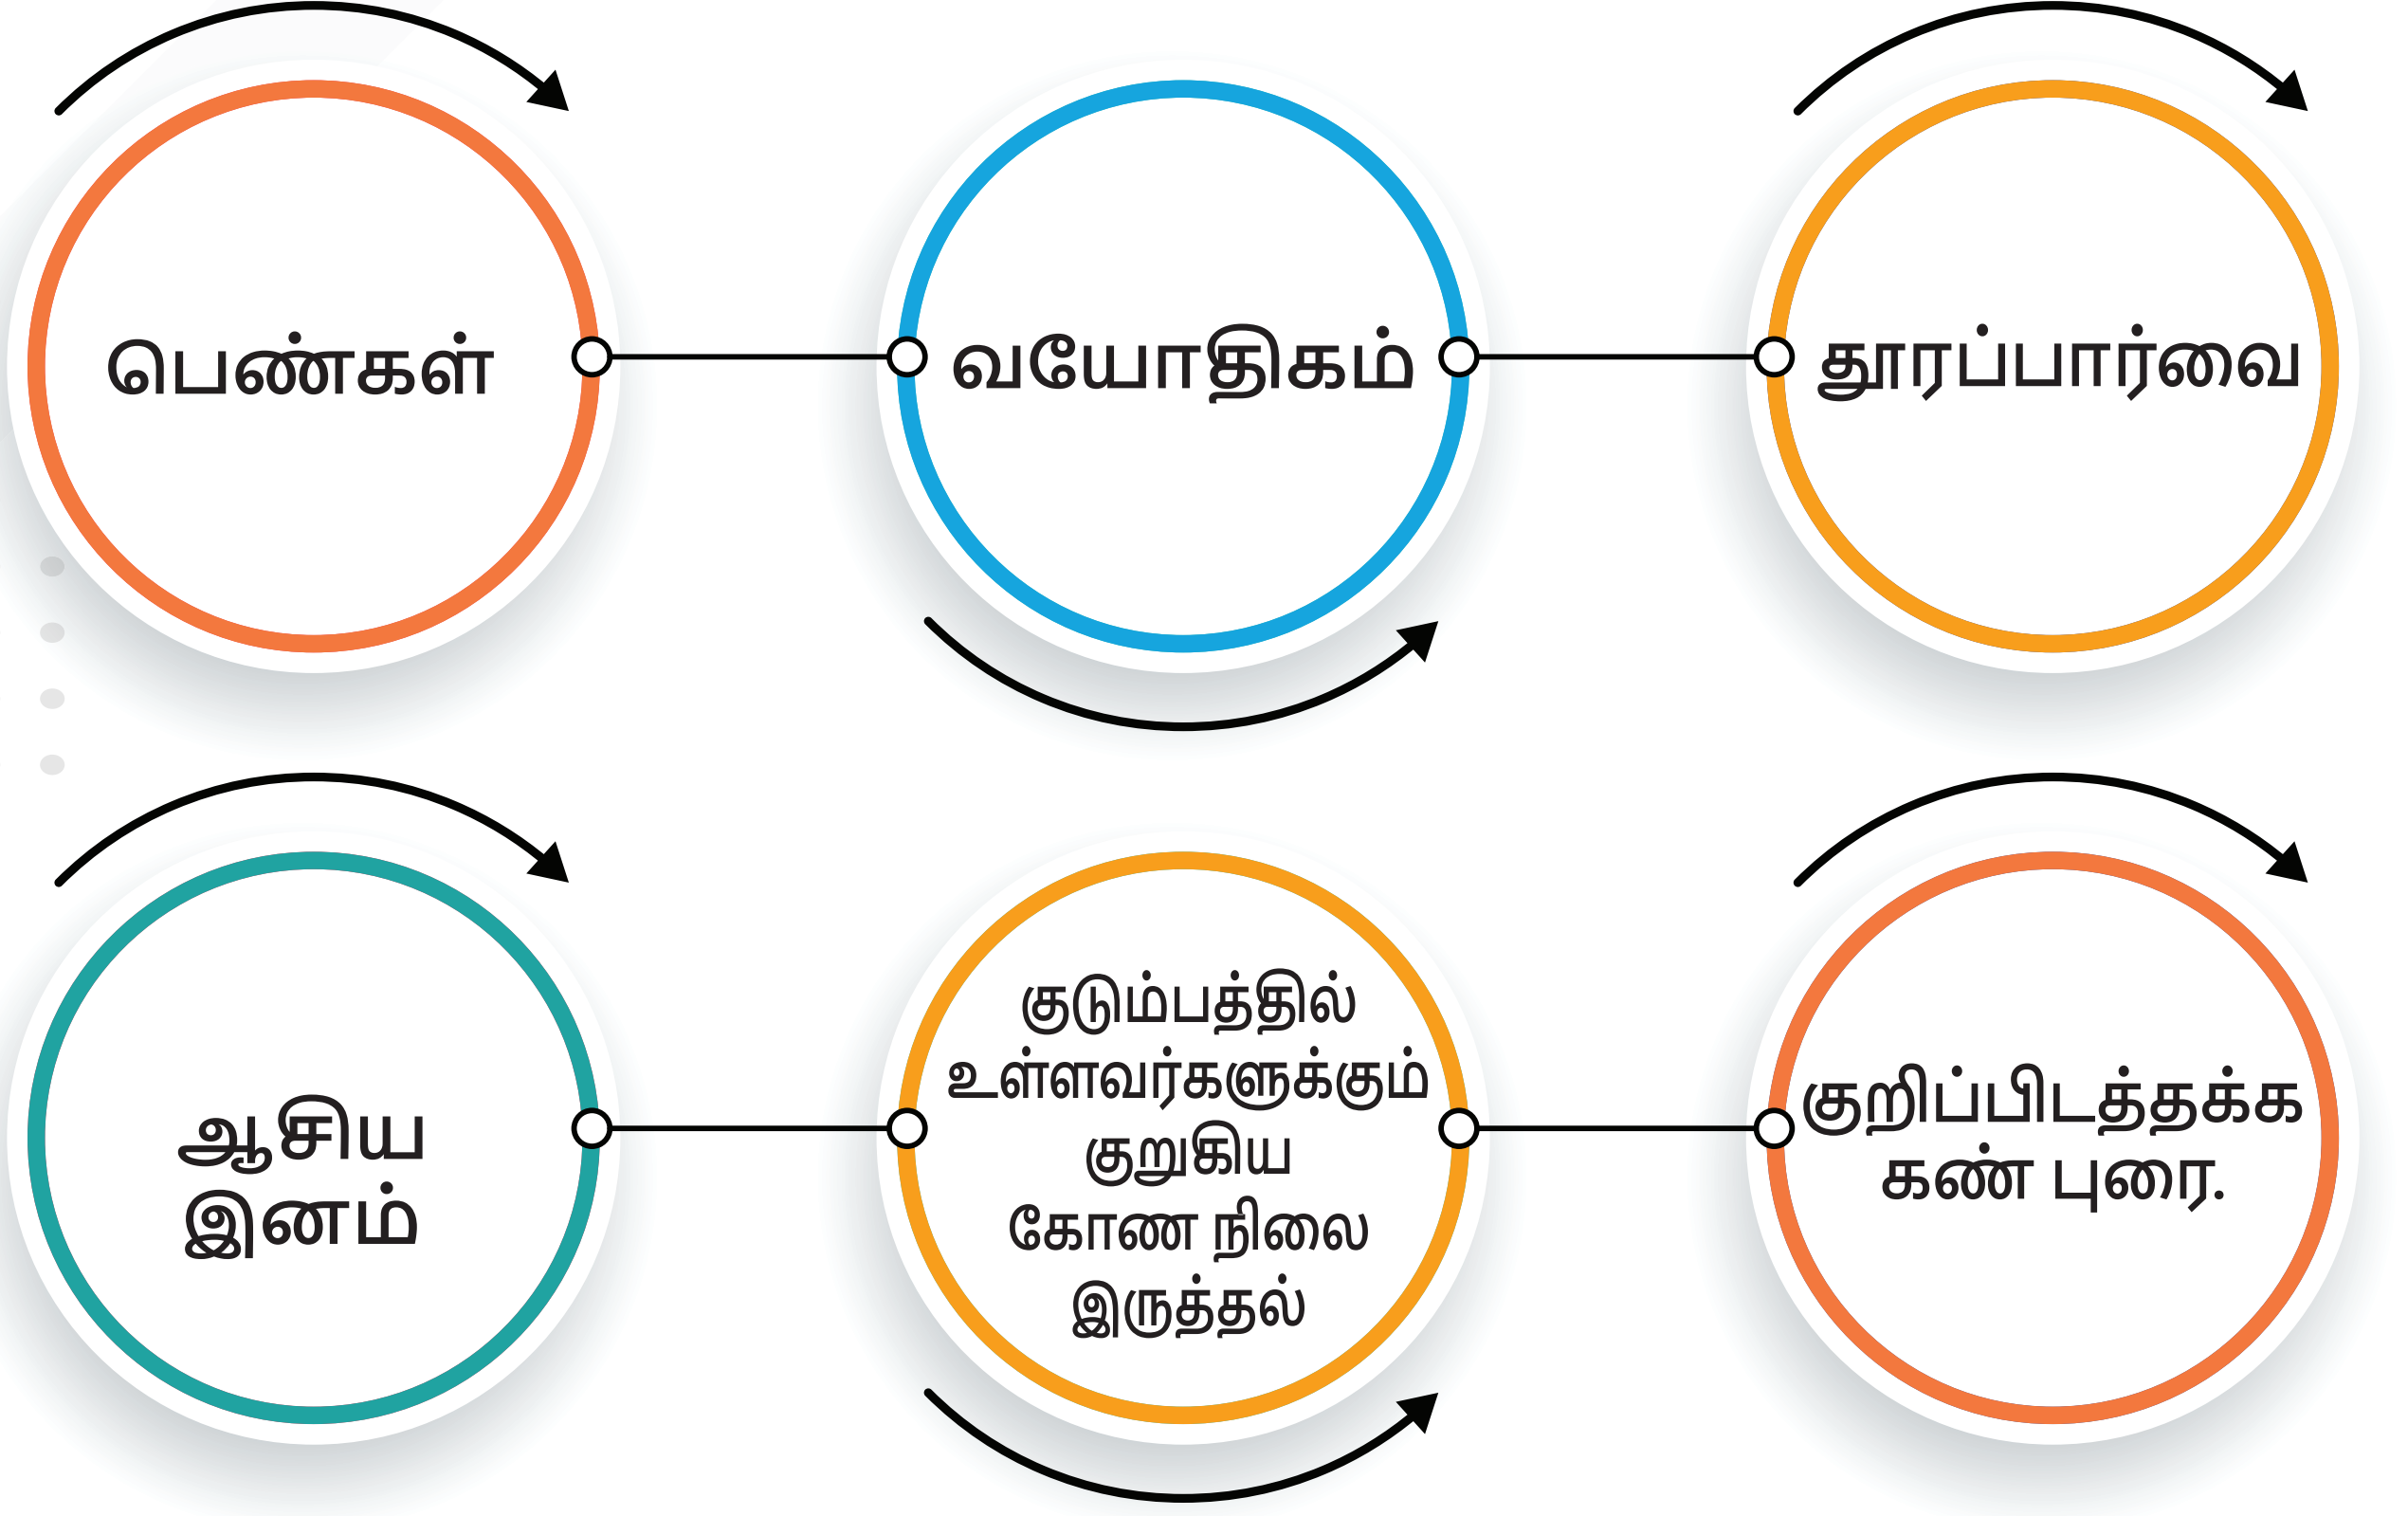 பெண்கள்
வயோதிகம்
தூரப்பார்வை
ஆசிய
இனம்
குடும்பத்தில்
உள்ளவர்களுக்கும்
குறுகிய
கோண நிலை
இருத்தல்
குறிப்பிடத்தக்க
கண் புரை.